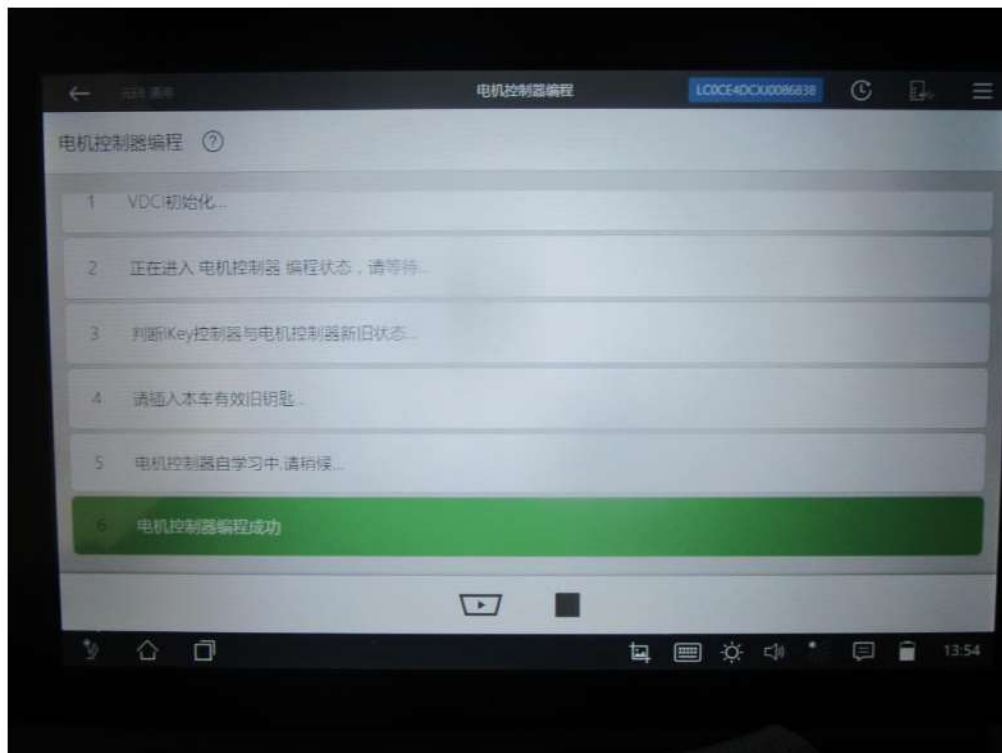 电机控制器编程
电机控制器编程 ?
1 VDCI初始化...
2 正在进入 电机控制器 编程状态，请等待...
3 判断iKey控制器与电机控制器新旧状态...
4 请插入本车有效旧钥匙...
5 电机控制器自学习中,请稍候...
6 电机控制器编程成功
13:54